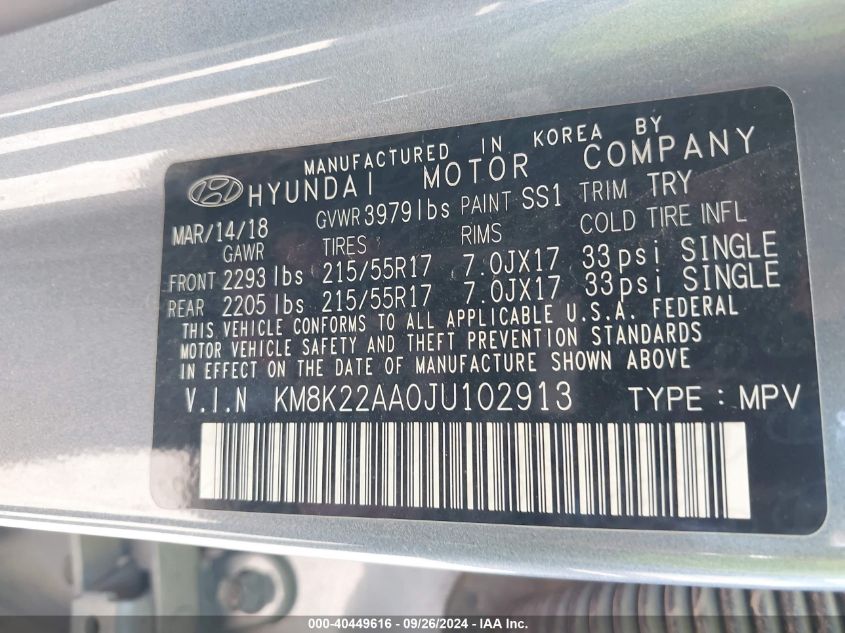 MANUFACTURED IN KOREA BY
HYUNDAI MOTOR COMPANY
MAR/14/18 GVWR 3979 lbs PAINT SS1 TRIM TRY
GAWR TIRES RIMS COLD TIRE INFL
FRONT 2293 lbs 215/55R17 7.0JX17 33 psi SINGLE
REAR 2205 lbs 215/55R17 7.0JX17 33 psi SINGLE
THIS VEHICLE CONFORMS TO ALL APPLICABLE U.S.A. FEDERAL
MOTOR VEHICLE SAFETY AND THEFT PREVENTION STANDARDS
IN EFFECT ON THE DATE OF MANUFACTURE SHOWN ABOVE
V.I.N KM8K22AA0JU102913 TYPE : MPV
000-40449616 - 09/26/2024 - IAA Inc.